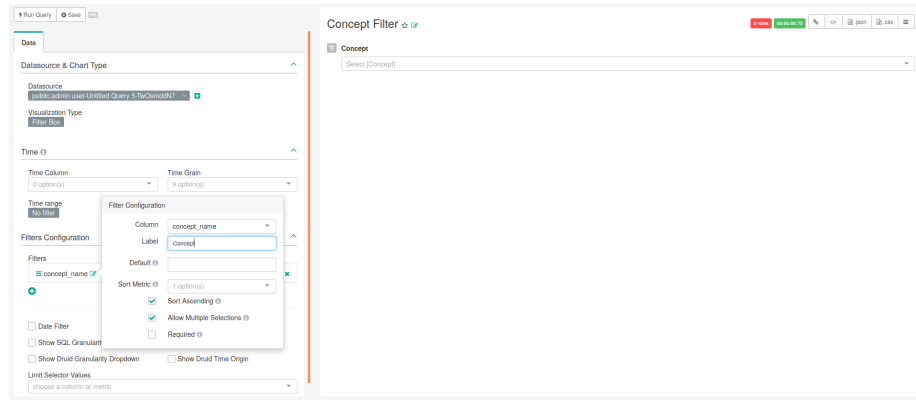 Run Query
Save
Concept Filter
0 rows
00:00:00.73
.json
.csv
Data
Concept
Select [Concept]
Datasource & Chart Type
Datasource
public.admin user-Untitled Query 5-TwOsrnddN7
Visualization Type
Filter Box
Time
Time Column
Time Grain
0 option(s)
9 option(s)
Time range
No filter
Filter Configuration
Column
concept_name
Filters Configuration
Label
Concept
Filters
Default
concept_name
Sort Metric
1 option(s)
Sort Ascending
Allow Multiple Selections
Date Filter
Required
Show SQL Granularit
Show Druid Granularity Dropdown
Show Druid Time Origin
Limit Selector Values
choose a column or metric